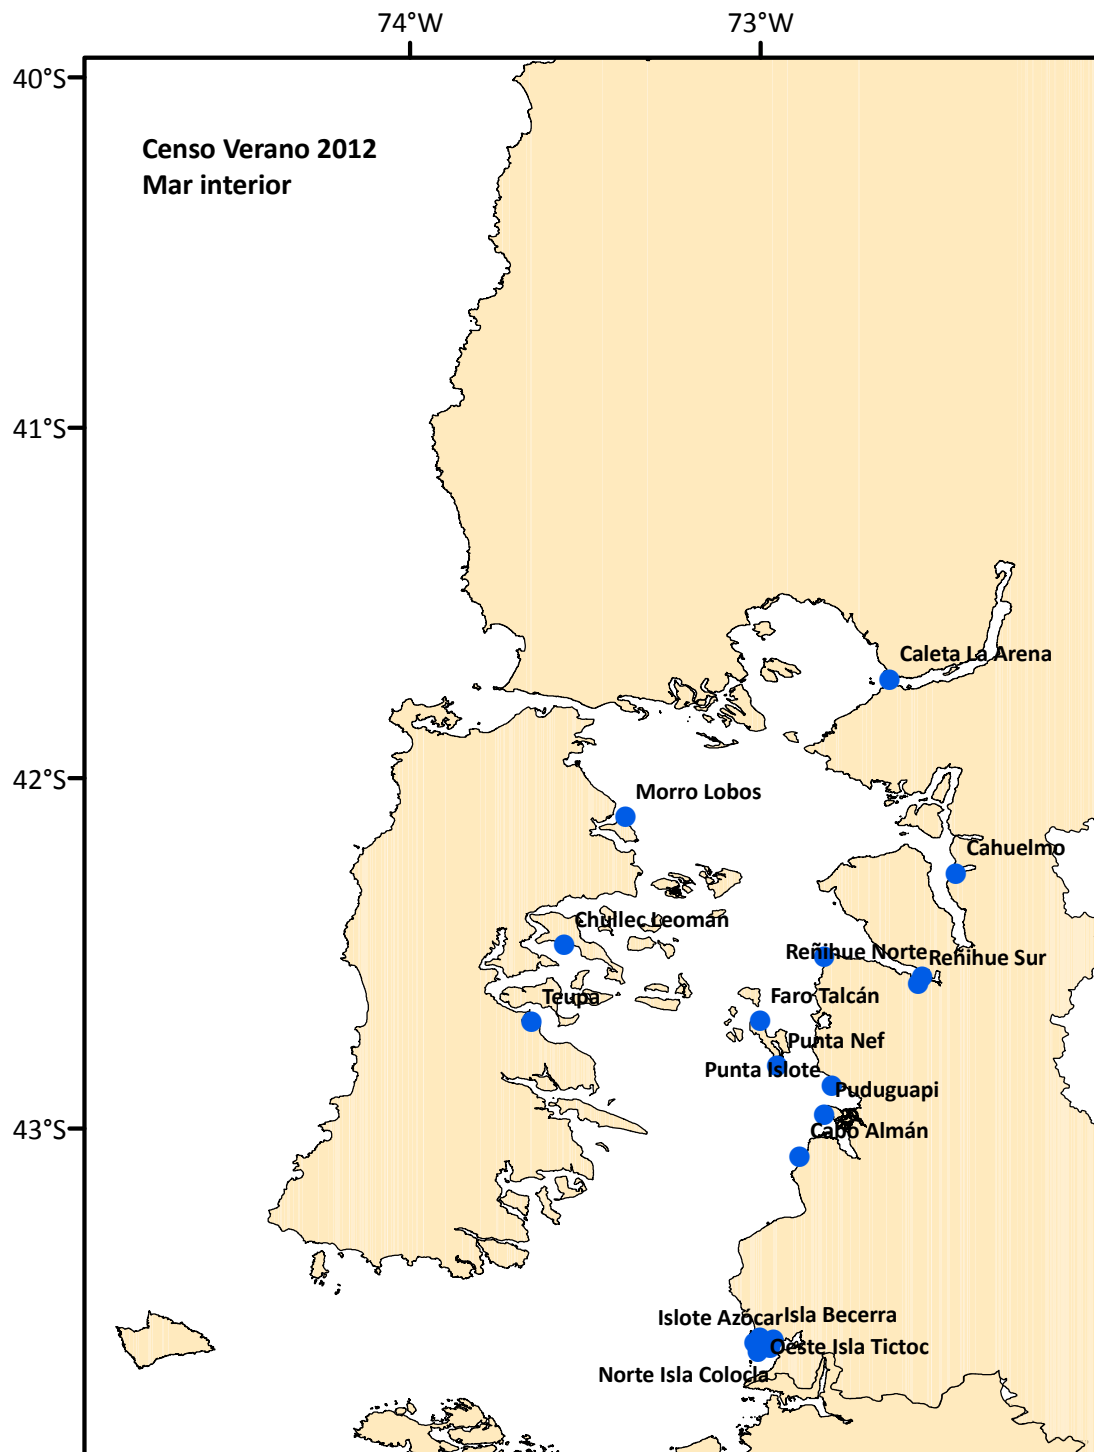 74°W
73°W
40°S
Censo Verano 2012
Mar interior
41°S
Caleta La Arena
42°S
Morro Lobos
Cahuelmo
Chullec Leomán
Reñihue Norte
Reñihue Sur
Teupa
Faro Talcán
Punta Nef
Punta Islote
Puduguapi
43°S
Cabo Almán
Islote Azócar
Isla Becerra
Oeste Isla Tictoc
Norte Isla Colocla